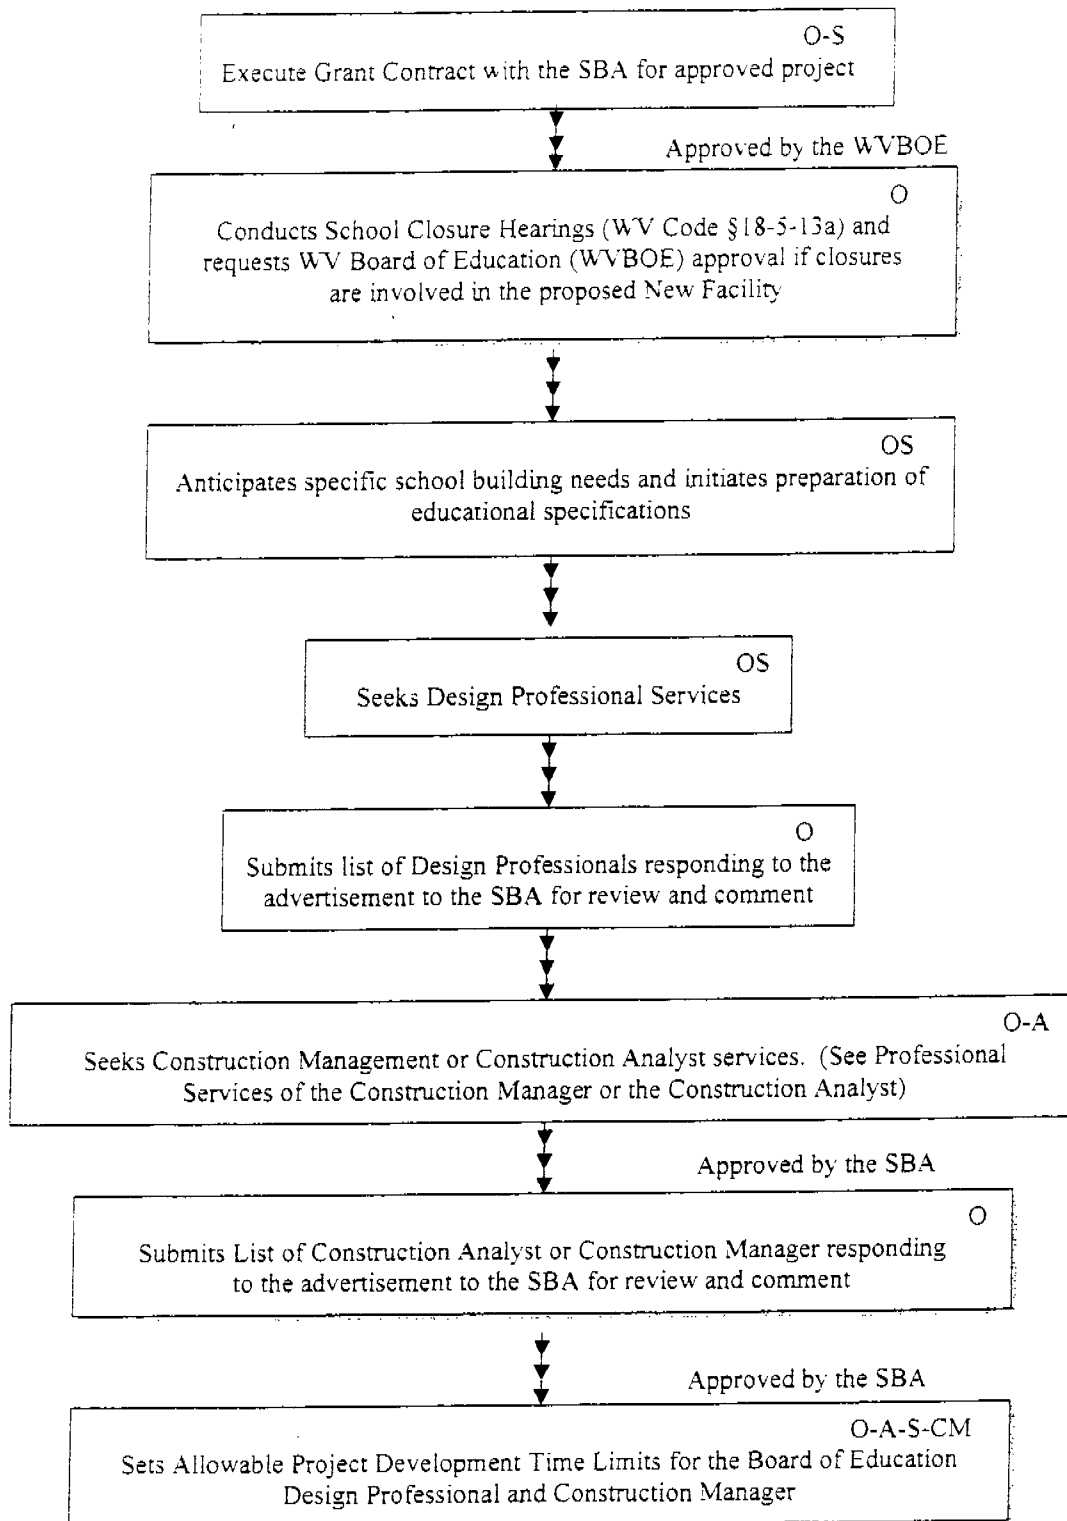 O-S
Execute Grant Contract with the SBA for approved project
Approved by the WVBOE
O
Conducts School Closure Hearings (WV Code §18-5-13a) and
requests WV Board of Education (WVBOE) approval if closures
are involved in the proposed New Facility
OS
Anticipates specific school building needs and initiates preparation of
educational specifications
OS
Seeks Design Professional Services
O
Submits list of Design Professionals responding to the
advertisement to the SBA for review and comment
O-A
Seeks Construction Management or Construction Analyst services. (See Professional
Services of the Construction Manager or the Construction Analyst)
Approved by the SBA
O
Submits List of Construction Analyst or Construction Manager responding
to the advertisement to the SBA for review and comment
Approved by the SBA
O-A-S-CM
Sets Allowable Project Development Time Limits for the Board of Education
Design Professional and Construction Manager